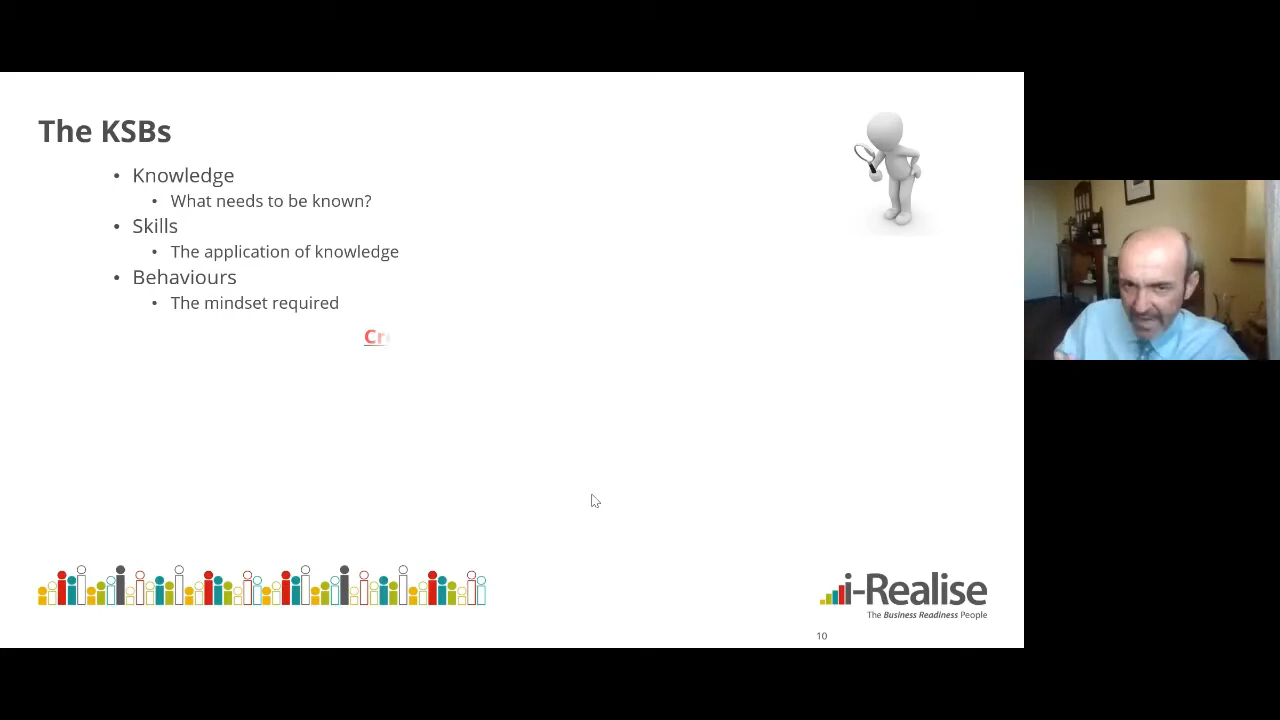 The KSBs
• Knowledge
• What needs to be known?
• Skills
• The application of knowledge
• Behaviours
• The mindset required
i-Realise
The Business Readiness People
10